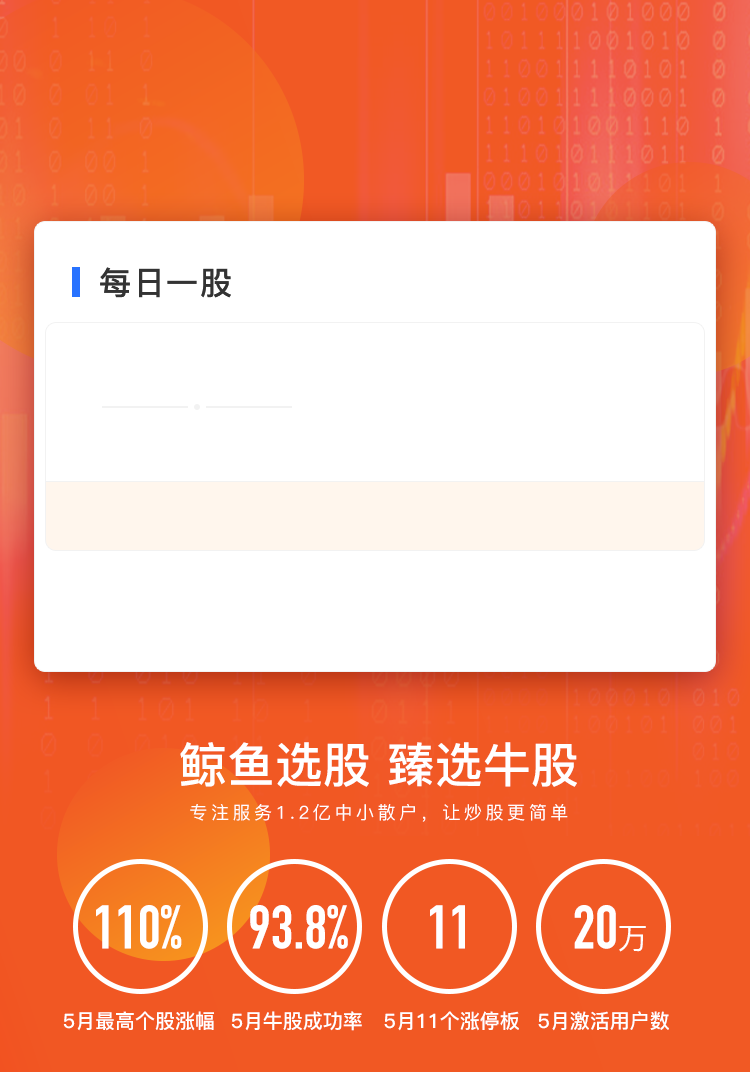 每日一股
鲸鱼选股 臻选牛股
专注服务1.2亿中小散户，让炒股更简单
110% 93.8% 11 20万
5月最高个股涨幅 5月牛股成功率 5月11个涨停板 5月激活用户数